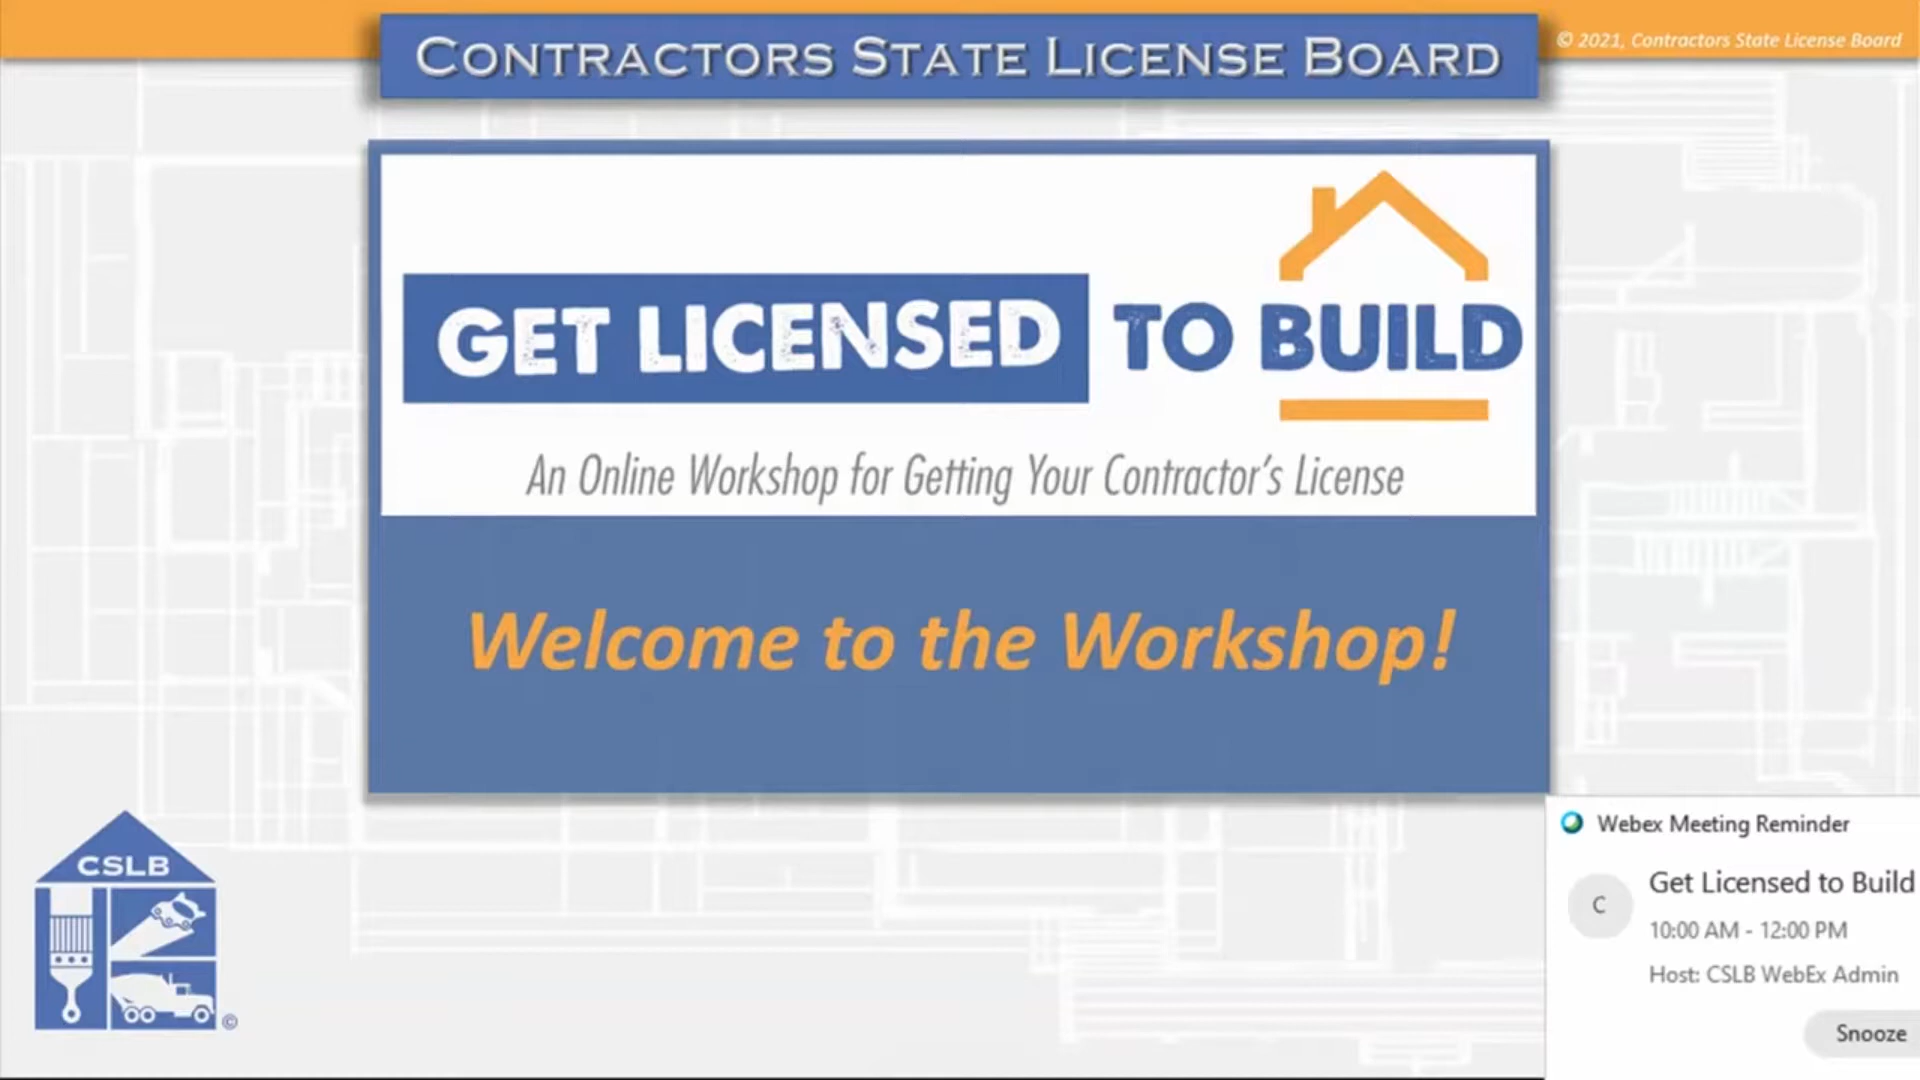 CONTRACTORS STATE LICENSE BOARD
© 2021, Contractors State License Board
GET LICENSED TO BUILD
An Online Workshop for Getting Your Contractor's License
Welcome to the Workshop!
CSLB
©
Webex Meeting Reminder
C
Get Licensed to Build
10:00 AM - 12:00 PM
Host: CSLB WebEx Admin
Snooze